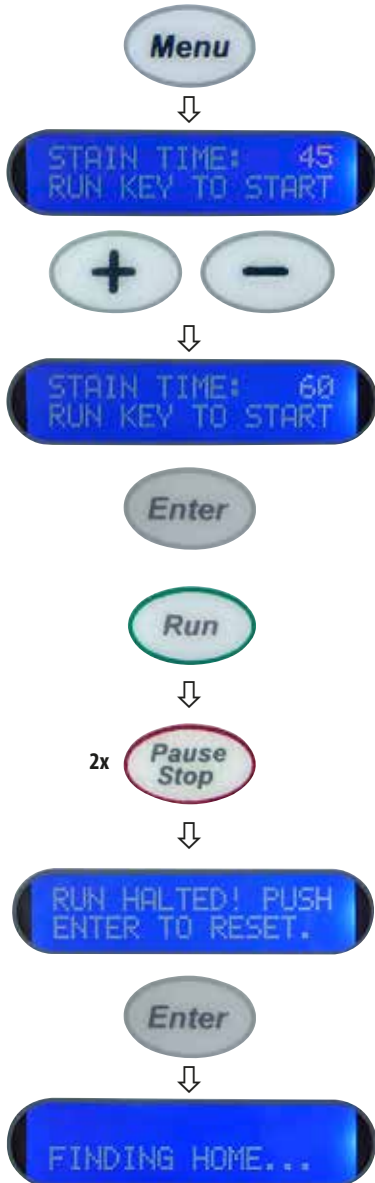 Menu
STAIN TIME: 45
RUN KEY TO START
+ -
STAIN TIME: 60
RUN KEY TO START
Enter
Run
2x Pause
Stop
RUN HALTED! PUSH
ENTER TO RESET.
Enter
FINDING HOME...